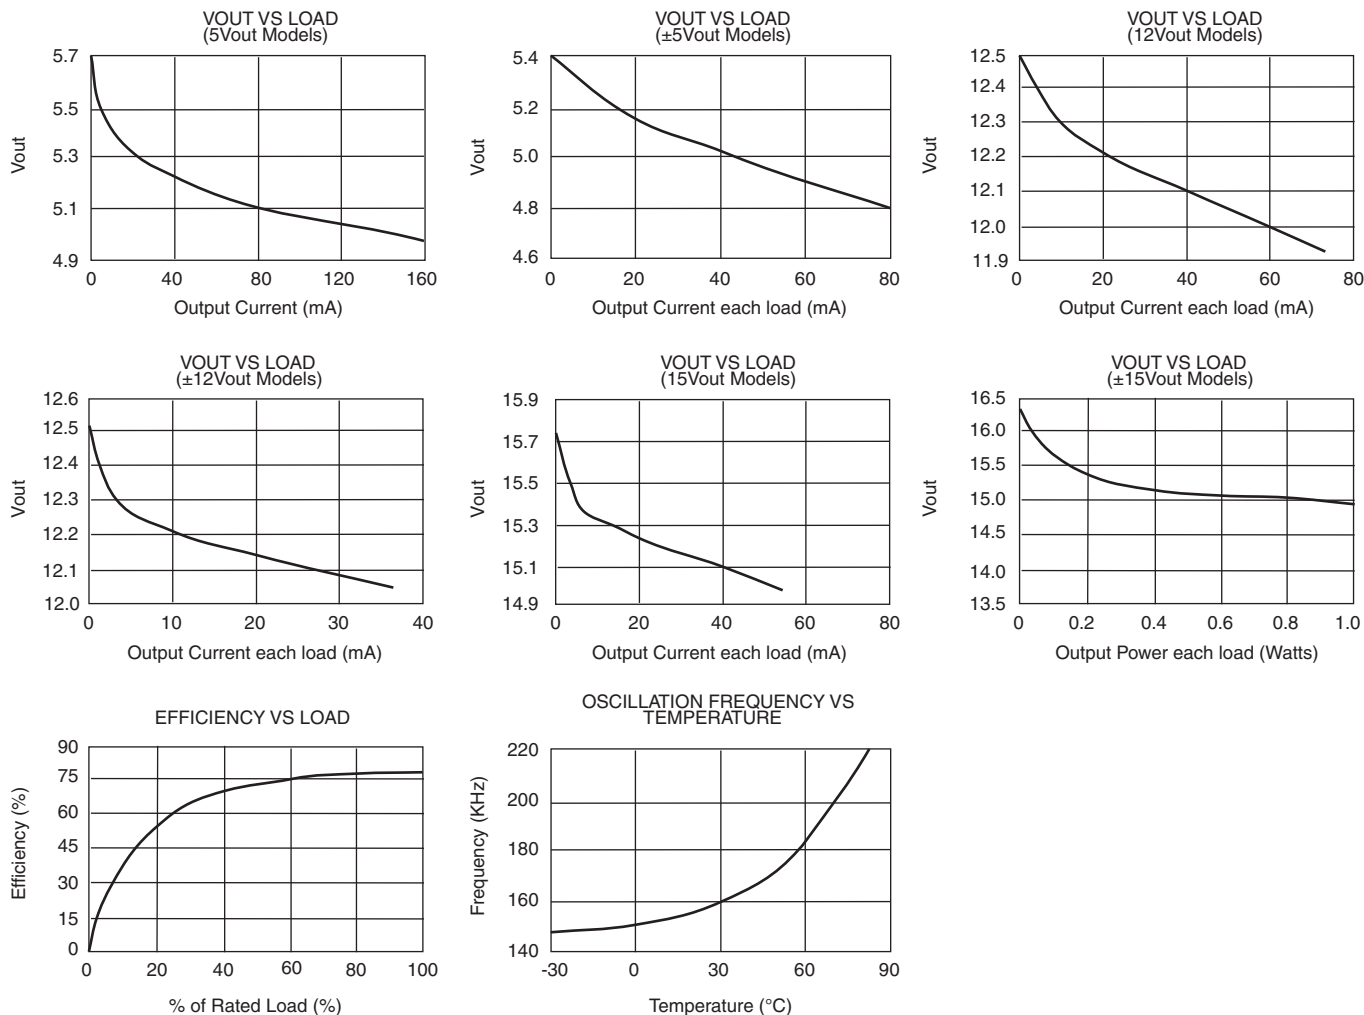 VOUT VS LOAD
(5Vout Models)
5.7
5.5
5.3
5.1
4.9
Vout
0 40 80 120 160
Output Current (mA)
VOUT VS LOAD
(±5Vout Models)
5.4
5.2
5.0
4.8
4.6
Vout
0 20 40 60 80
Output Current each load (mA)
VOUT VS LOAD
(12Vout Models)
12.5
12.4
12.3
12.2
12.1
12.0
11.9
Vout
0 20 40 60 80
Output Current each load (mA)
VOUT VS LOAD
(±12Vout Models)
12.6
12.5
12.4
12.3
12.2
12.1
12.0
Vout
0 10 20 30 40
Output Current each load (mA)
VOUT VS LOAD
(15Vout Models)
15.9
15.7
15.5
15.3
15.1
14.9
Vout
0 20 40 60 80
Output Current each load (mA)
VOUT VS LOAD
(±15Vout Models)
16.5
16.0
15.5
15.0
14.5
14.0
13.5
Vout
0 0.2 0.4 0.6 0.8 1.0
Output Power each load (Watts)
EFFICIENCY VS LOAD
90
75
60
45
30
15
0
Efficiency (%)
0 20 40 60 80 100
% of Rated Load (%)
OSCILLATION FREQUENCY VS
TEMPERATURE
220
200
180
160
140
Frequency (KHz)
-30 0 30 60 90
Temperature (°C)